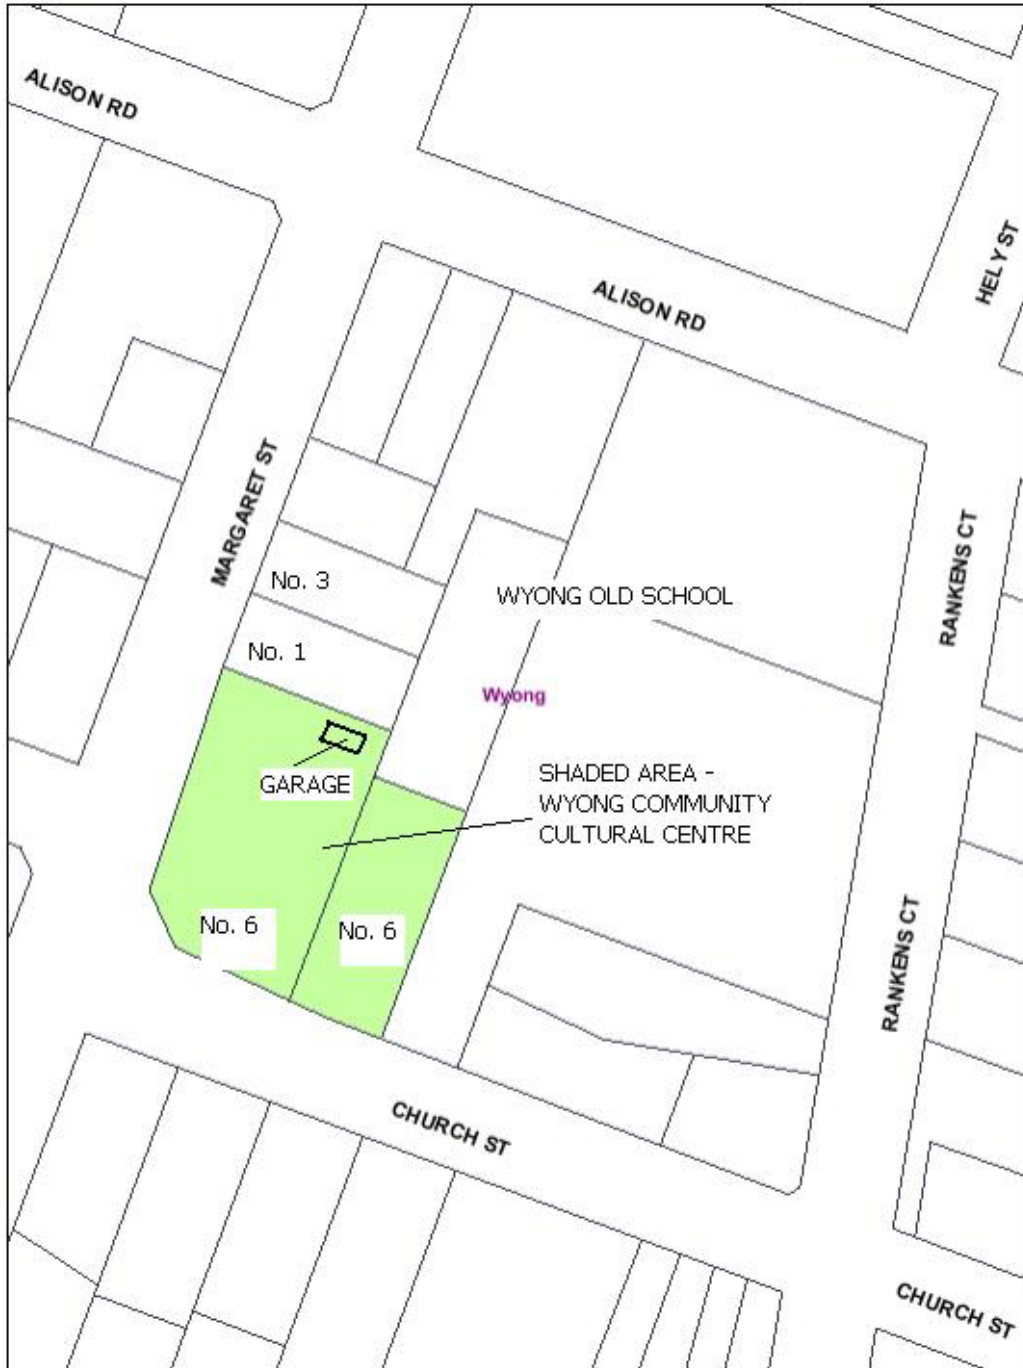 ALISON RD
HELY ST
ALISON RD
MARGARET ST
RANKENS CT
No. 3
WYONG OLD SCHOOL
No. 1
Wyong
GARAGE
SHADED AREA -
WYONG COMMUNITY
CULTURAL CENTRE
No. 6
No. 6
RANKENS CT
CHURCH ST
CHURCH ST